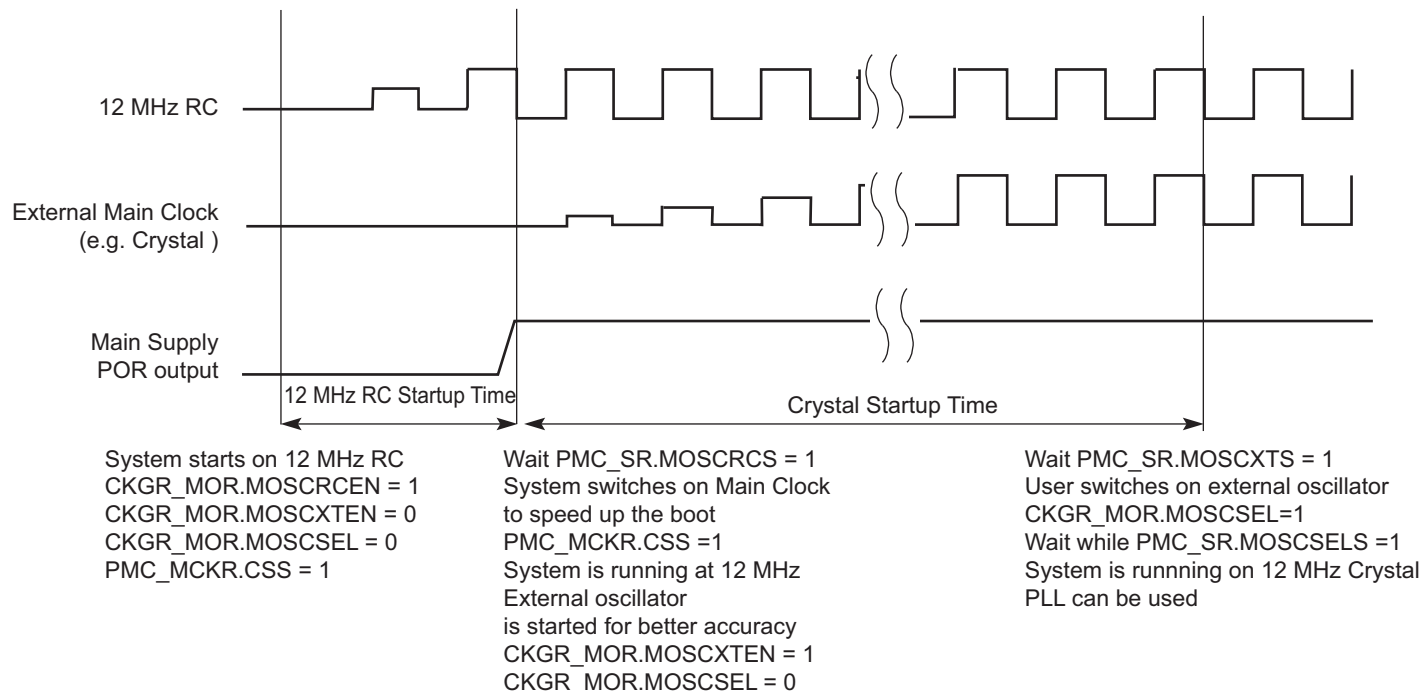 12 MHz RC
External Main Clock
(e.g. Crystal )
Main Supply
POR output
12 MHz RC Startup Time
Crystal Startup Time
System starts on 12 MHz RC
CKGR_MOR.MOSCRCEN = 1
CKGR_MOR.MOSCXTEN = 0
CKGR_MOR.MOSCSEL = 0
PMC_MCKR.CSS = 1
Wait PMC_SR.MOSCRCS = 1
System switches on Main Clock
to speed up the boot
PMC_MCKR.CSS =1
System is running at 12 MHz
External oscillator
is started for better accuracy
CKGR_MOR.MOSCXTEN = 1
CKGR_MOR.MOSCSEL = 0
Wait PMC_SR.MOSCXTS = 1
User switches on external oscillator
CKGR_MOR.MOSCSEL=1
Wait while PMC_SR.MOSCSELS =1
System is runnning on 12 MHz Crystal
PLL can be used